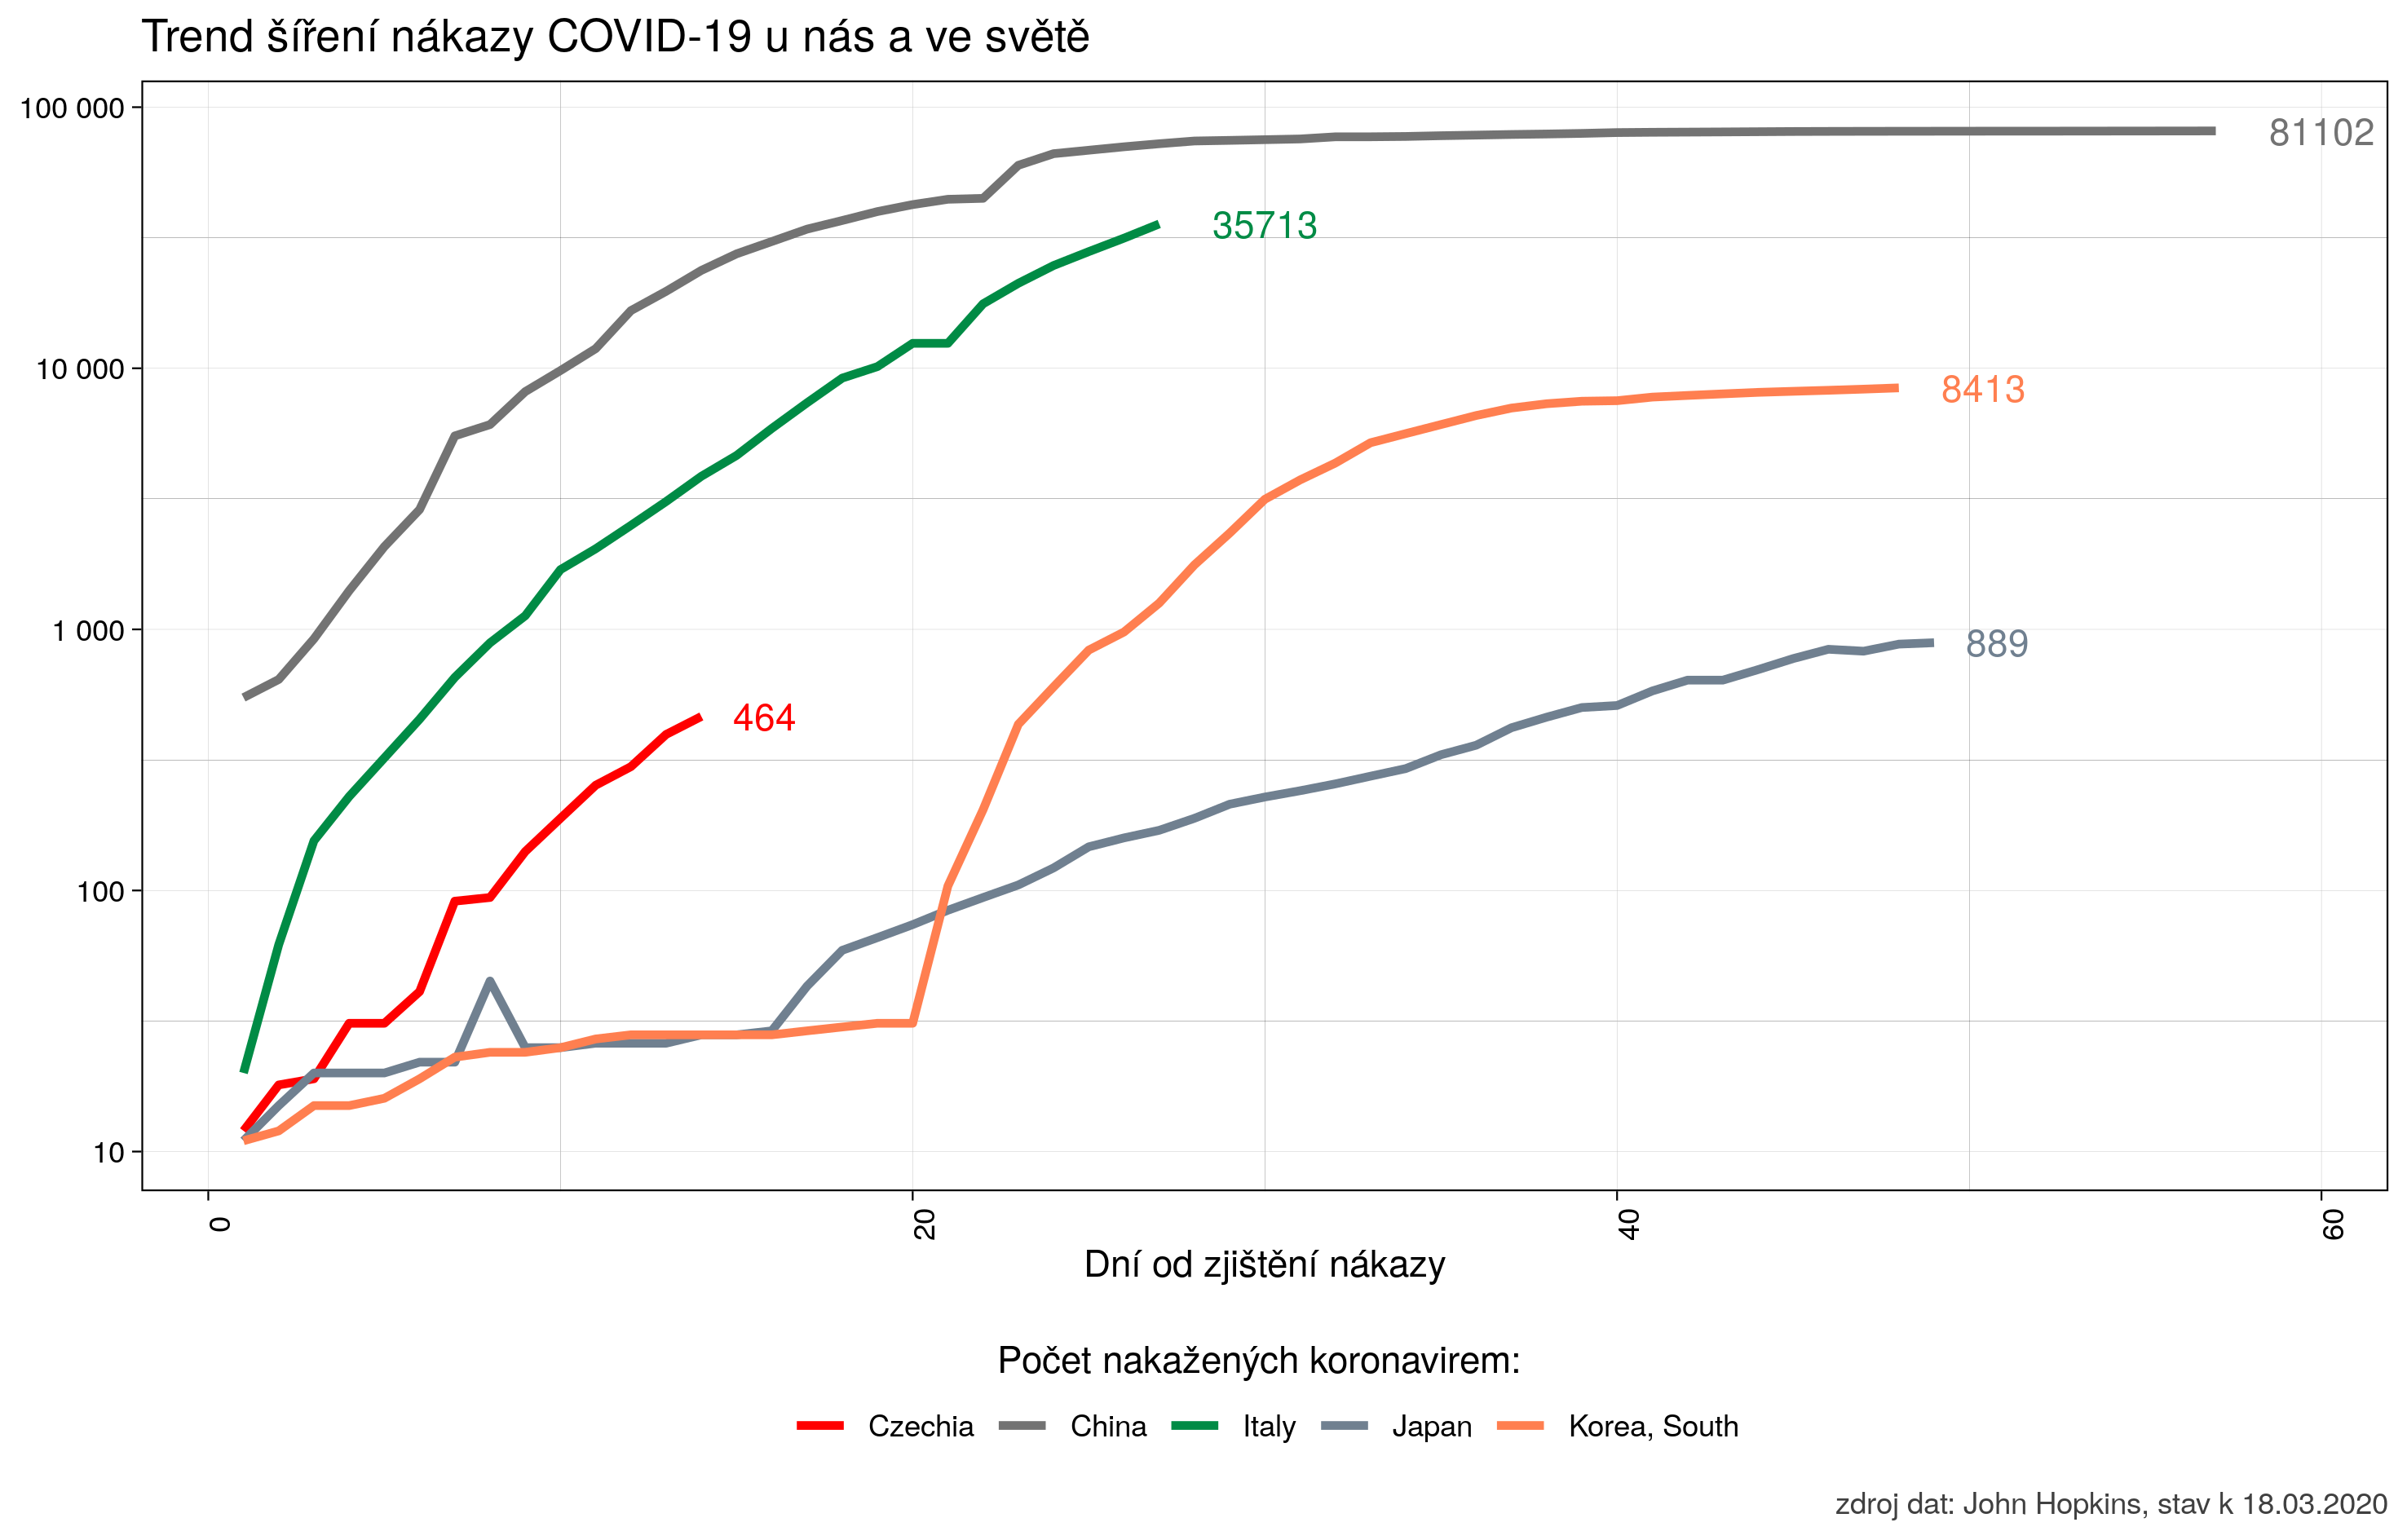 Trend šíření nákazy COVID-19 u nás a ve světě
100 000
10 000
1 000
100
10
81102
35713
8413
889
464
0
20
40
60
Dní od zjištění nákazy
Počet nakažených koronavirem:
Czechia China Italy Japan Korea, South
zdroj dat: John Hopkins, stav k 18.03.2020